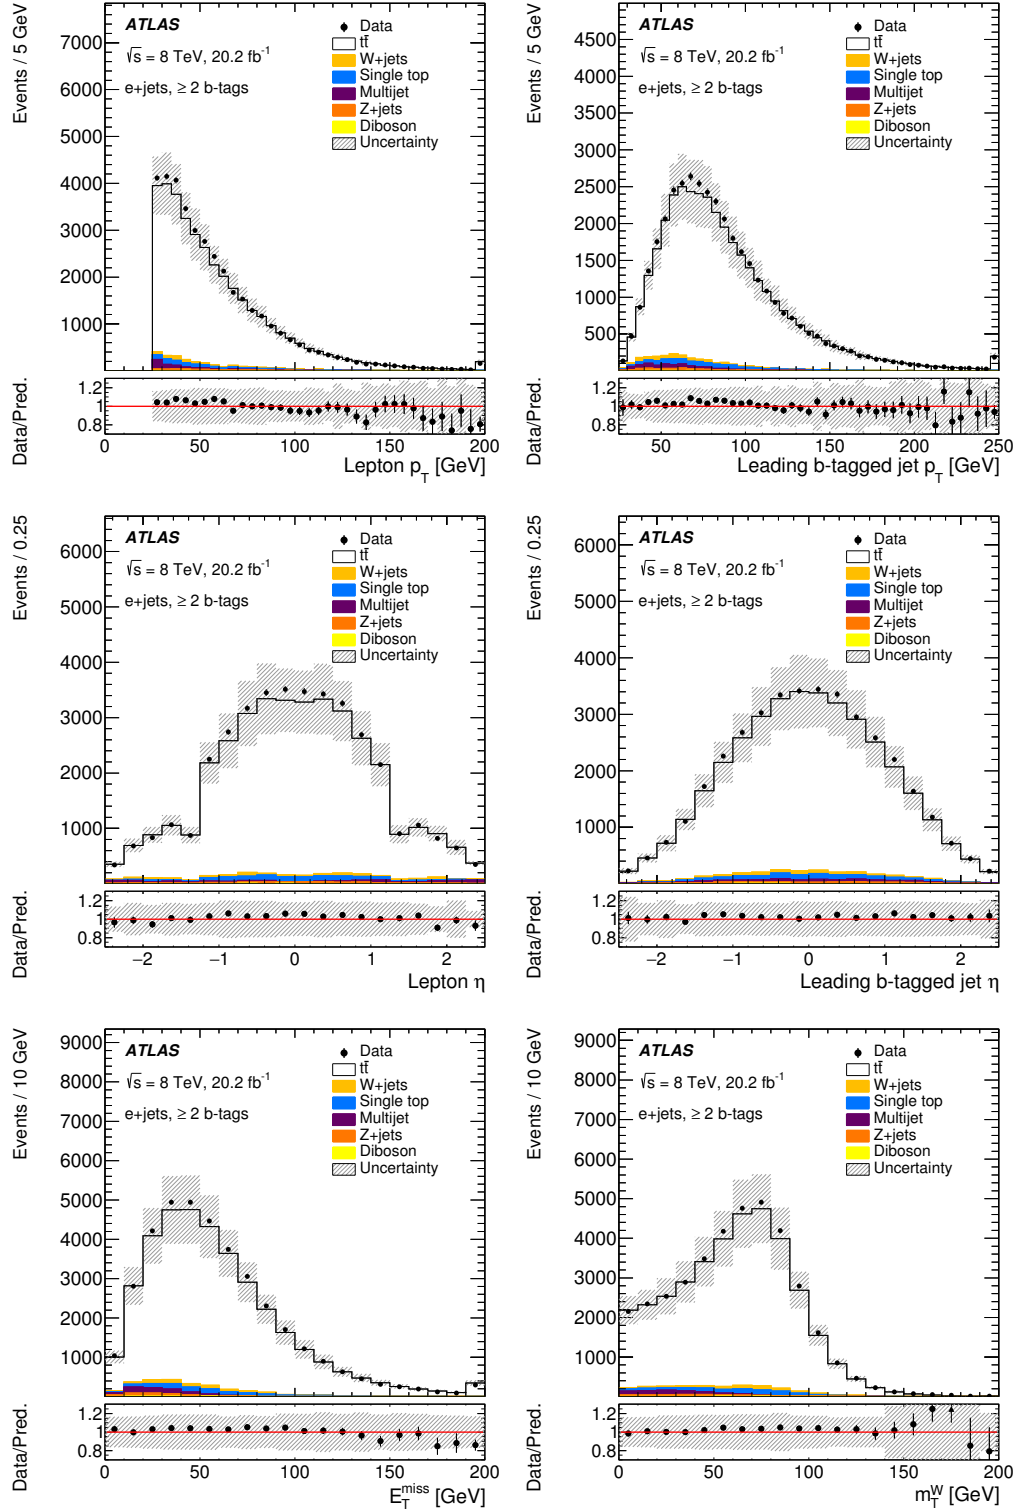 Events / 5 GeV
7000
6000
5000
4000
3000
2000
1000
ATLAS
√s = 8 TeV, 20.2 fb⁻¹
e+jets, ≥ 2 b-tags
Data
tt̄
W+jets
Single top
Multijet
Z+jets
Diboson
Uncertainty
Data/Pred.
1.2
1
0.8
0 50 100 150 200
Lepton p_T [GeV]
Events / 5 GeV
4500
4000
3500
3000
2500
2000
1500
1000
500
ATLAS
√s = 8 TeV, 20.2 fb⁻¹
e+jets, ≥ 2 b-tags
Data
tt̄
W+jets
Single top
Multijet
Z+jets
Diboson
Uncertainty
Data/Pred.
1.2
1
0.8
50 100 150 200 250
Leading b-tagged jet p_T [GeV]
Events / 0.25
6000
5000
4000
3000
2000
1000
ATLAS
√s = 8 TeV, 20.2 fb⁻¹
e+jets, ≥ 2 b-tags
Data
tt̄
W+jets
Single top
Multijet
Z+jets
Diboson
Uncertainty
Data/Pred.
1.2
1
0.8
−2 −1 0 1 2
Lepton η
Events / 0.25
6000
5000
4000
3000
2000
1000
ATLAS
√s = 8 TeV, 20.2 fb⁻¹
e+jets, ≥ 2 b-tags
Data
tt̄
W+jets
Single top
Multijet
Z+jets
Diboson
Uncertainty
Data/Pred.
1.2
1
0.8
−2 −1 0 1 2
Leading b-tagged jet η
Events / 10 GeV
9000
8000
7000
6000
5000
4000
3000
2000
1000
ATLAS
√s = 8 TeV, 20.2 fb⁻¹
e+jets, ≥ 2 b-tags
Data
tt̄
W+jets
Single top
Multijet
Z+jets
Diboson
Uncertainty
Data/Pred.
1.2
1
0.8
0 50 100 150 200
E_T^miss [GeV]
Events / 10 GeV
9000
8000
7000
6000
5000
4000
3000
2000
1000
ATLAS
√s = 8 TeV, 20.2 fb⁻¹
e+jets, ≥ 2 b-tags
Data
tt̄
W+jets
Single top
Multijet
Z+jets
Diboson
Uncertainty
Data/Pred.
1.2
1
0.8
0 50 100 150 200
m_T^W [GeV]